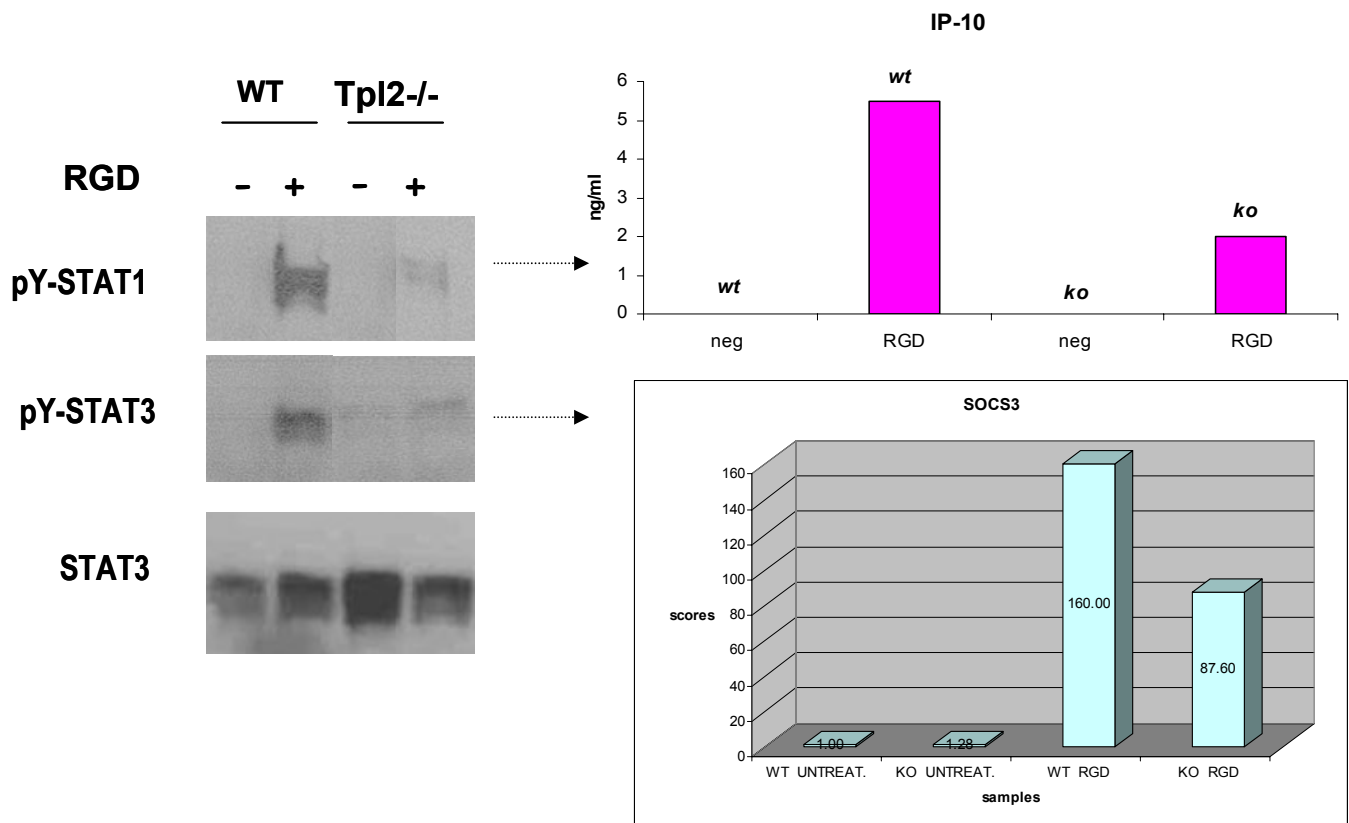 WT Tpl2-/-
RGD - + - +
pY-STAT1
pY-STAT3
STAT3
IP-10
6
5
4
3
2
1
0
ng/ml
wt
wt
ko
ko
neg RGD neg RGD
SOCS3
160
140
120
100
80
60
40
20
0
scores
1.00
1.28
160.00
87.60
WT UNTREAT. KO UNTREAT. WT RGD KO RGD
samples